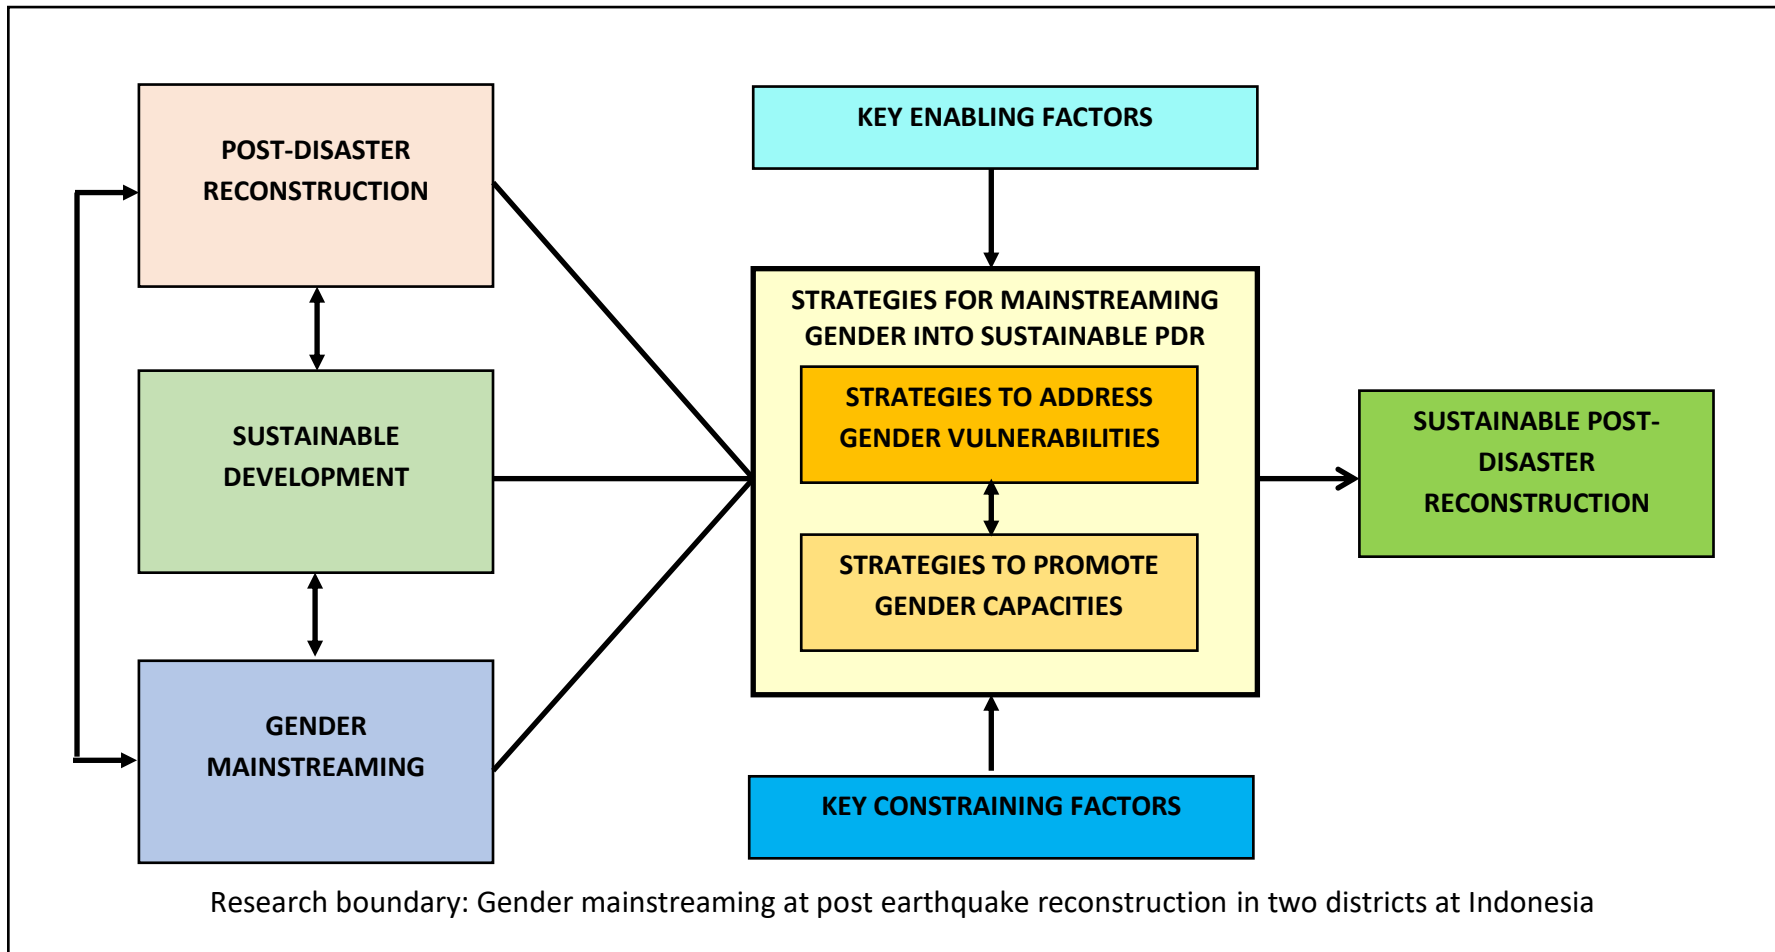 POST-DISASTER
RECONSTRUCTION
SUSTAINABLE
DEVELOPMENT
GENDER
MAINSTREAMING
KEY ENABLING FACTORS
STRATEGIES FOR MAINSTREAMING
GENDER INTO SUSTAINABLE PDR
STRATEGIES TO ADDRESS
GENDER VULNERABILITIES
STRATEGIES TO PROMOTE
GENDER CAPACITIES
KEY CONSTRAINING FACTORS
SUSTAINABLE POST-
DISASTER
RECONSTRUCTION
Research boundary: Gender mainstreaming at post earthquake reconstruction in two districts at Indonesia